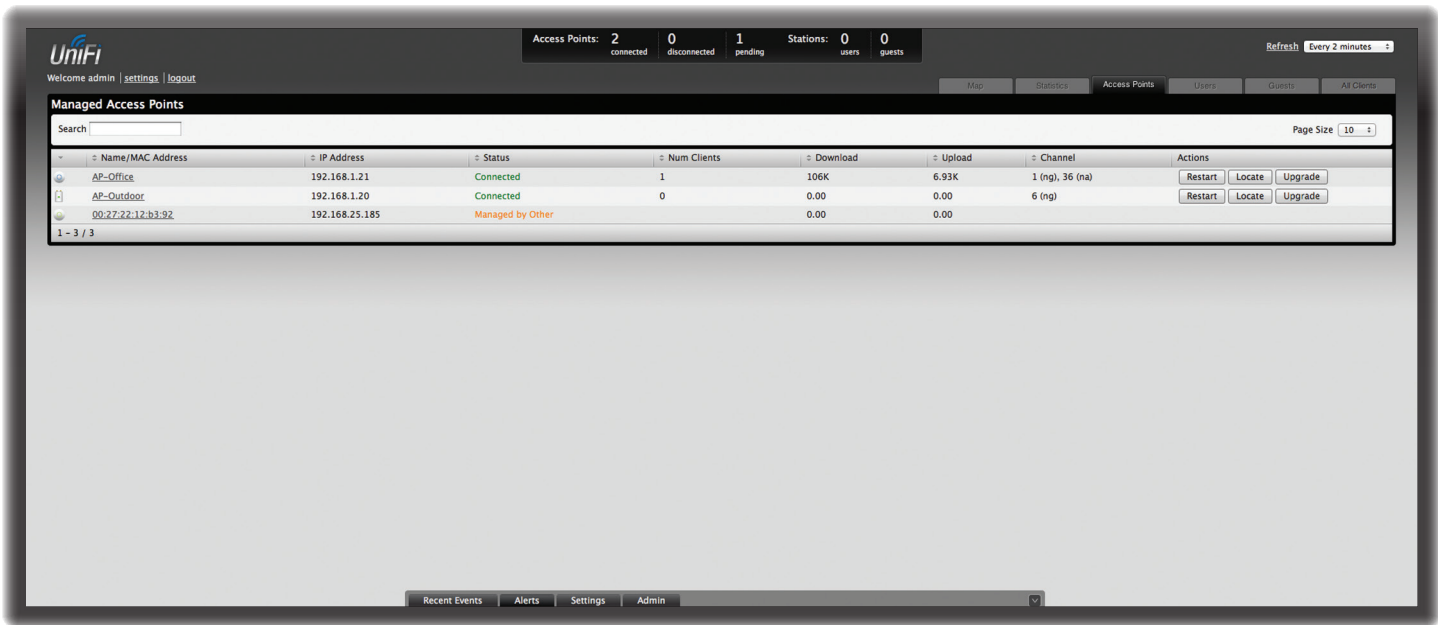 UniFi
Access Points: 2 connected 0 disconnected 1 pending Stations: 0 users 0 guests
Refresh Every 2 minutes
Welcome admin | settings | logout
Map Statistics Access Points Users Guests All Clients
Managed Access Points
Search Page Size 10
Name/MAC Address IP Address Status Num Clients Download Upload Channel Actions
AP-Office 192.168.1.21 Connected 1 106K 6.93K 1 (ng), 36 (na) Restart Locate Upgrade
AP-Outdoor 192.168.1.20 Connected 0 0.00 0.00 6 (ng) Restart Locate Upgrade
00:27:22:12:b3:92 192.168.25.185 Managed by Other 0.00 0.00
1 - 3 / 3
Recent Events Alerts Settings Admin